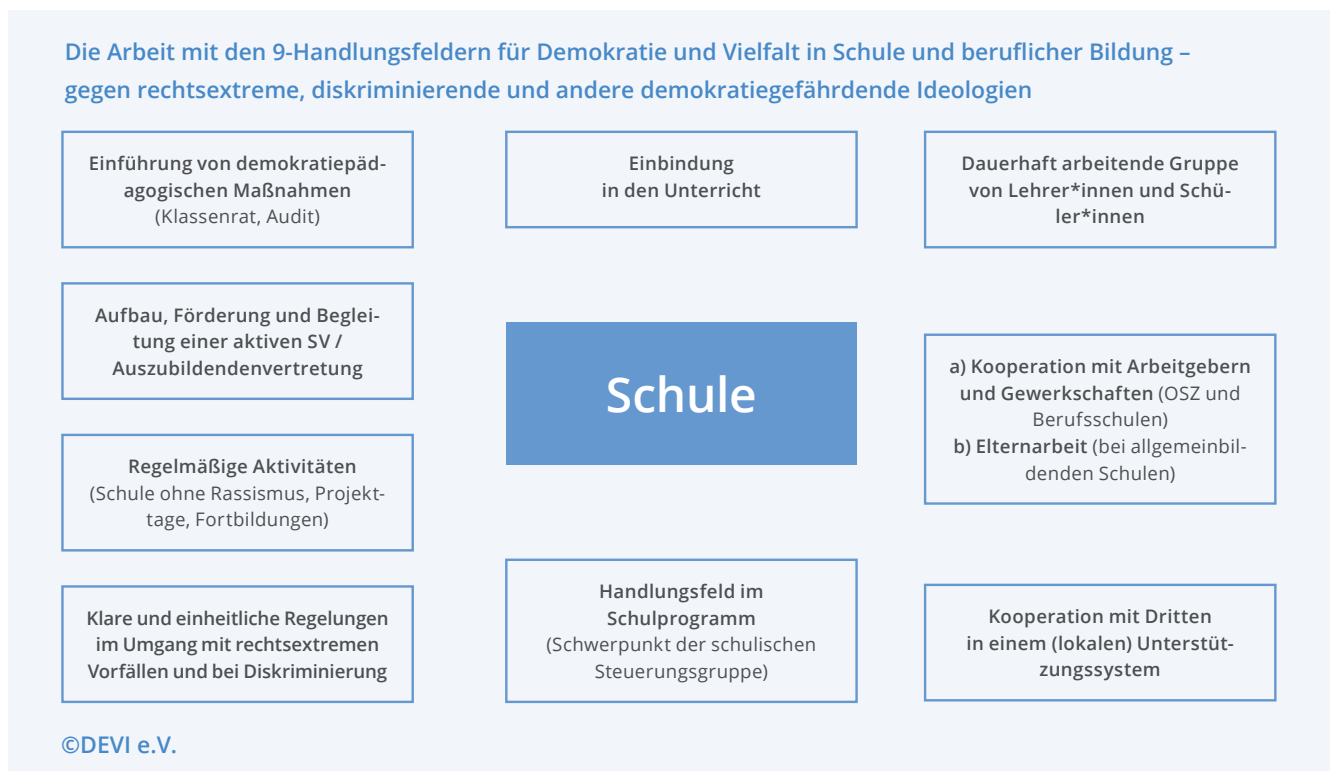 Die Arbeit mit den 9-Handlungsfeldern für Demokratie und Vielfalt in Schule und beruflicher Bildung –
gegen rechtsextreme, diskriminierende und andere demokratiegefährdende Ideologien
Einführung von demokratiepäd-
agogischen Maßnahmen
(Klassenrat, Audit)
Aufbau, Förderung und Beglei-
tung einer aktiven SV /
Auszubildendenvertretung
Regelmäßige Aktivitäten
(Schule ohne Rassismus, Projekt-
tage, Fortbildungen)
Klare und einheitliche Regelungen
im Umgang mit rechtsextremen
Vorfällen und bei Diskriminierung
Einbindung
in den Unterricht
Schule
Handlungsfeld im
Schulprogramm
(Schwerpunkt der schulischen
Steuerungsgruppe)
Dauerhaft arbeitende Gruppe
von Lehrer*innen und Schü-
ler*innen
a) Kooperation mit Arbeitgebern
und Gewerkschaften (OSZ und
Berufsschulen)
b) Elternarbeit (bei allgemeinbil-
denden Schulen)
Kooperation mit Dritten
in einem (lokalen) Unterstüt-
zungssystem
©DEVI e.V.